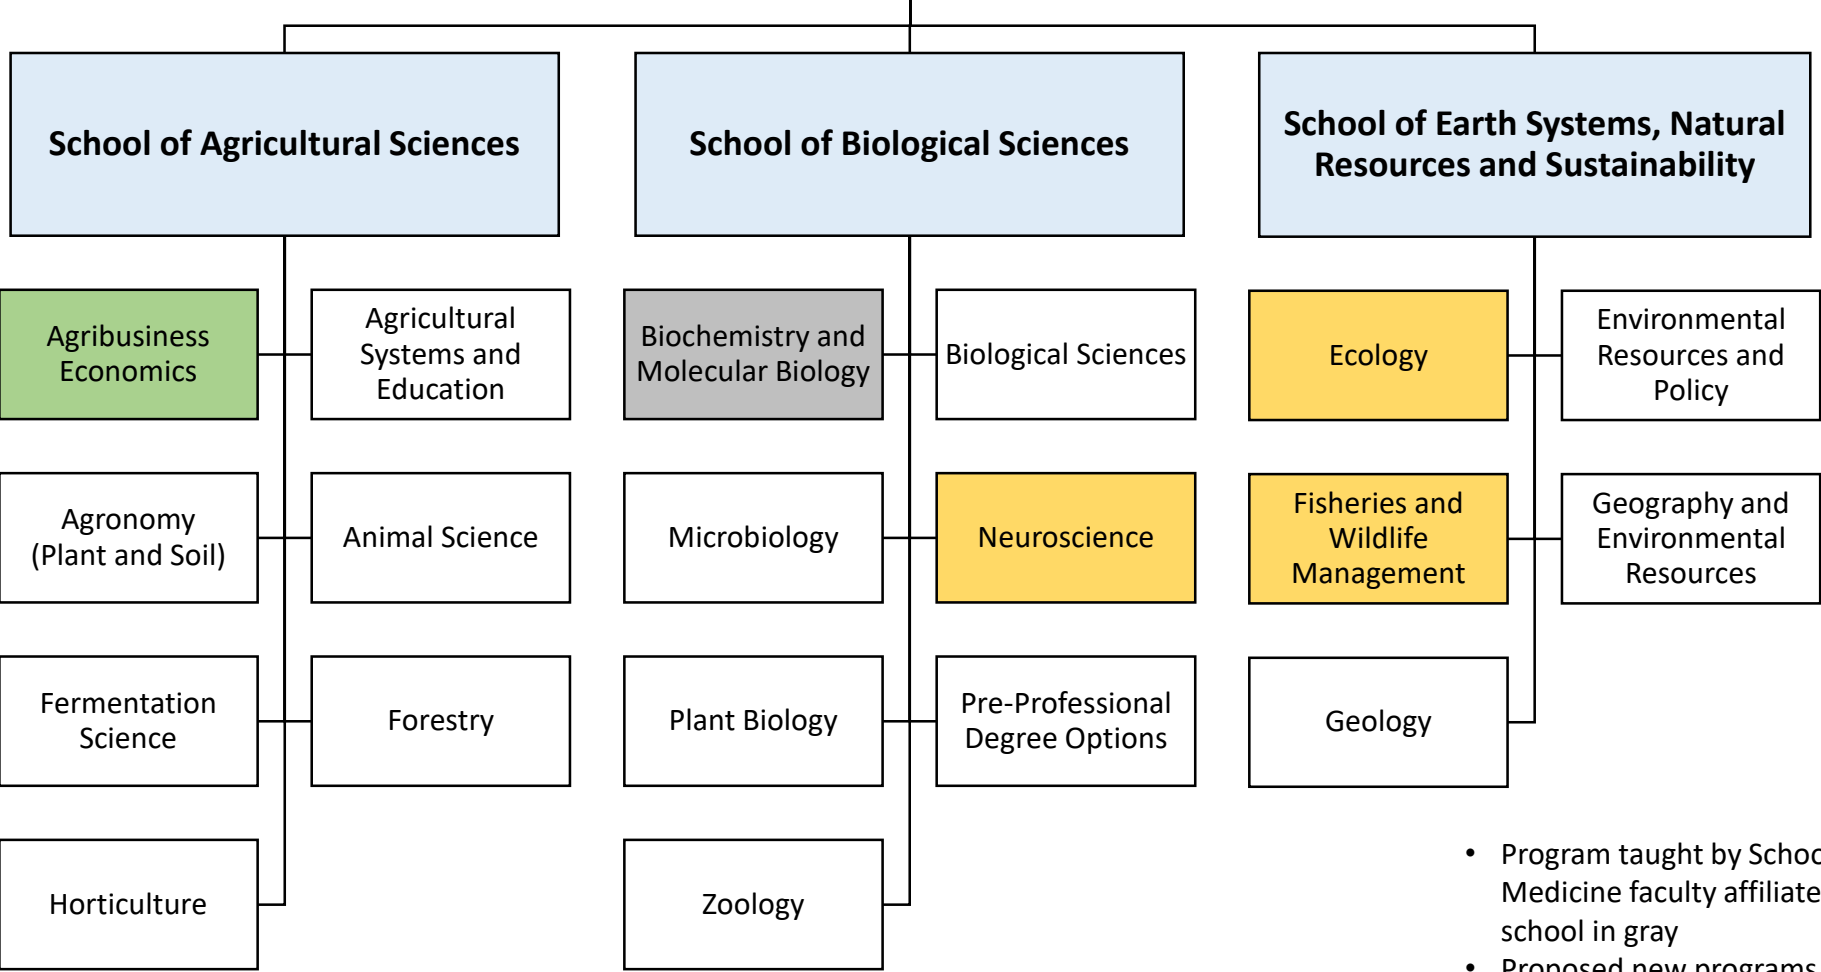 School of Agricultural Sciences
School of Biological Sciences
School of Earth Systems, Natural
Resources and Sustainability
Agribusiness
Economics
Agricultural
Systems and
Education
Biochemistry and
Molecular Biology
Biological Sciences
Ecology
Environmental
Resources and
Policy
Agronomy
(Plant and Soil)
Animal Science
Microbiology
Neuroscience
Fisheries and
Wildlife
Management
Geography and
Environmental
Resources
Fermentation
Science
Forestry
Plant Biology
Pre-Professional
Degree Options
Geology
Horticulture
Zoology
• Program taught by
Medicine faculty
school in gray
• Proposed new programs